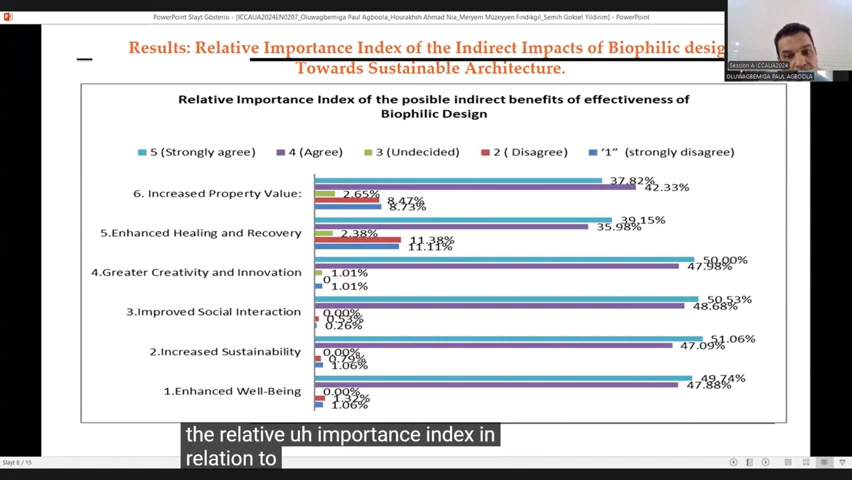 PowerPoint Slayt Gösterisi - [ICCAUA2024EN0207_Oluwagbemiga Paul Agboola_Hourakhsh Ahmad Nia_Meryem Müzeyyen Fındıkgil_Semih Goksel Yildirim] - PowerPoint
Results: Relative Importance Index of the Indirect Impacts of Biophilic desig
Towards Sustainable Architecture.
Session A ICCAUA2024
OLUWAGBEMIGA PAUL AGBOOLA
Relative Importance Index of the posible indirect benefits of effectiveness of
Biophilic Design
5 (Strongly agree) 4 (Agree) 3 (Undecided) 2 ( Disagree) ‘1” (strongly disagree)
6. Increased Property Value:
37.82%
42.33%
2.65%
8.47%
8.73%
5.Enhanced Healing and Recovery
39.15%
35.98%
2.38%
11.38%
11.11%
4.Greater Creativity and Innovation
50.00%
47.98%
1.01%
0
1.01%
3.Improved Social Interaction
50.53%
48.68%
0.00%
0.53%
0.26%
2.Increased Sustainability
51.06%
47.09%
0.00%
0.79%
1.06%
1.Enhanced Well-Being
49.74%
47.88%
0.00%
1.32%
1.06%
the relative uh importance index in
relation to
Slayt 8 / 15